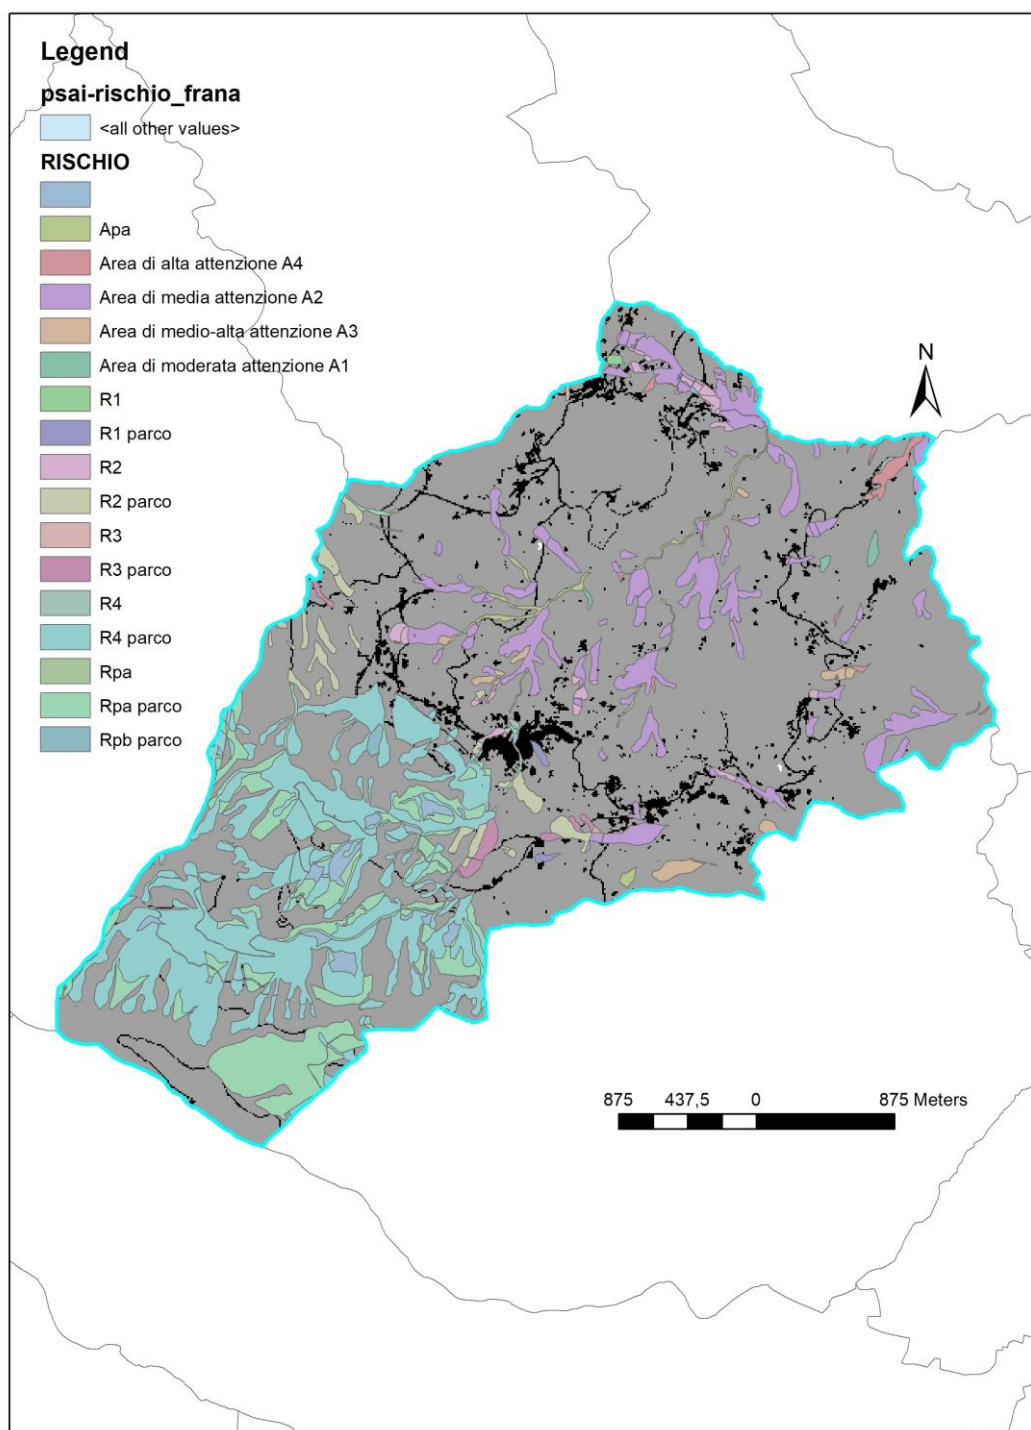 Legend
psai-rischio_frana
<all other values>
RISCHIO
Apa
Area di alta attenzione A4
Area di media attenzione A2
Area di medio-alta attenzione A3
Area di moderata attenzione A1
R1
R1 parco
R2
R2 parco
R3
R3 parco
R4
R4 parco
Rpa
Rpa parco
Rpb parco
N
875 437,5 0 875 Meters